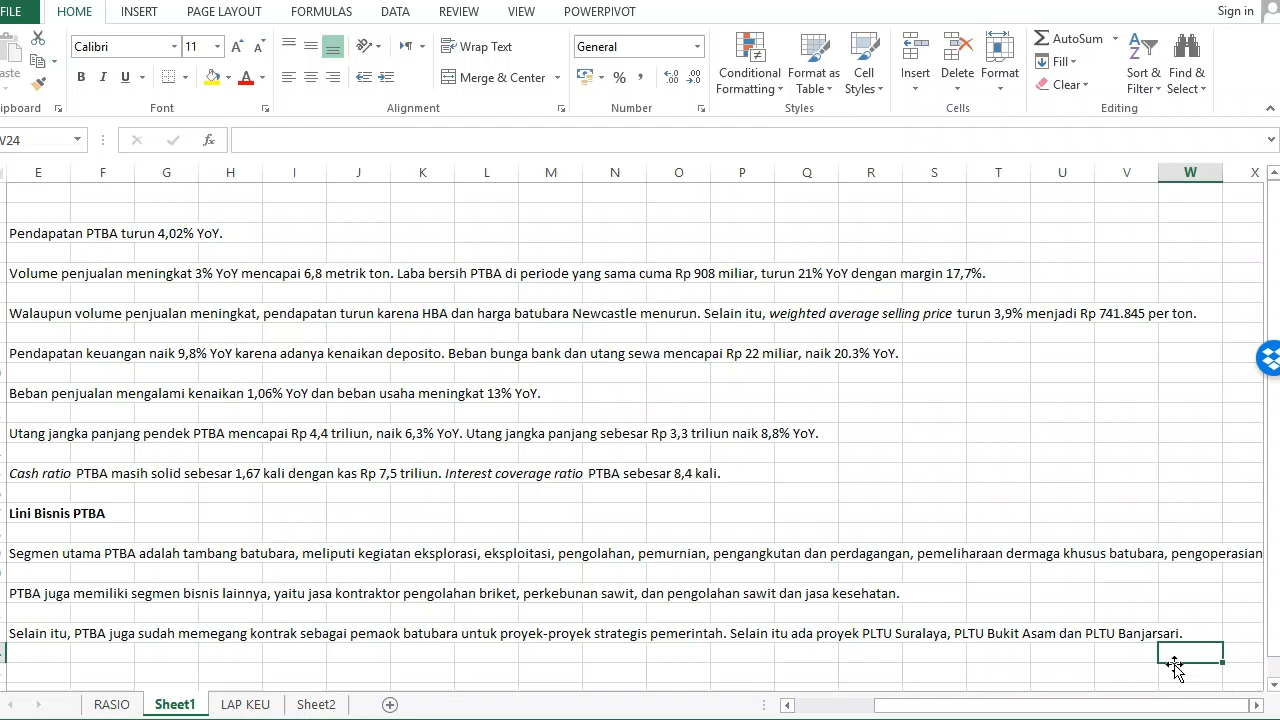 FILE HOME INSERT PAGE LAYOUT FORMULAS DATA REVIEW VIEW POWERPIVOT Sign in
Calibri 11 Wrap Text General AutoSum
B I U Merge & Center % Conditional Formatting Format as Table Cell Styles Insert Delete Format Fill Sort & Filter Find & Select
Clear
Font Alignment Number Styles Cells Editing
fx
E F G H I J K L M N O P Q R S T U V W X
Pendapatan PTBA turun 4,02% YoY.
Volume penjualan meningkat 3% YoY mencapai 6,8 metrik ton. Laba bersih PTBA di periode yang sama cuma Rp 908 miliar, turun 21% YoY dengan margin 17,7%.
Walaupun volume penjualan meningkat, pendapatan turun karena HBA dan harga batubara Newcastle menurun. Selain itu, weighted average selling price turun 3,9% menjadi Rp 741.845 per ton.
Pendapatan keuangan naik 9,8% YoY karena adanya kenaikan deposito. Beban bunga bank dan utang sewa mencapai Rp 22 miliar, naik 20.3% YoY.
Beban penjualan mengalami kenaikan 1,06% YoY dan beban usaha meningkat 13% YoY.
Utang jangka panjang pendek PTBA mencapai Rp 4,4 triliun, naik 6,3% YoY. Utang jangka panjang sebesar Rp 3,3 triliun naik 8,8% YoY.
Cash ratio PTBA masih solid sebesar 1,67 kali dengan kas Rp 7,5 triliun. Interest coverage ratio PTBA sebesar 8,4 kali.
Lini Bisnis PTBA
Segmen utama PTBA adalah tambang batubara, meliputi kegiatan eksplorasi, eksploitasi, pengolahan, pemurnian, pengangkutan dan perdagangan, pemeliharaan dermaga khusus batubara, pengoperasian
PTBA juga memiliki segmen bisnis lainnya, yaitu jasa kontraktor pengolahan briket, perkebunan sawit, dan pengolahan sawit dan jasa kesehatan.
Selain itu, PTBA juga sudah memegang kontrak sebagai pemaok batubara untuk proyek-proyek strategis pemerintah. Selain itu ada proyek PLTU Suralaya, PLTU Bukit Asam dan PLTU Banjarsari.
RASIO Sheet1 LAP KEU Sheet2